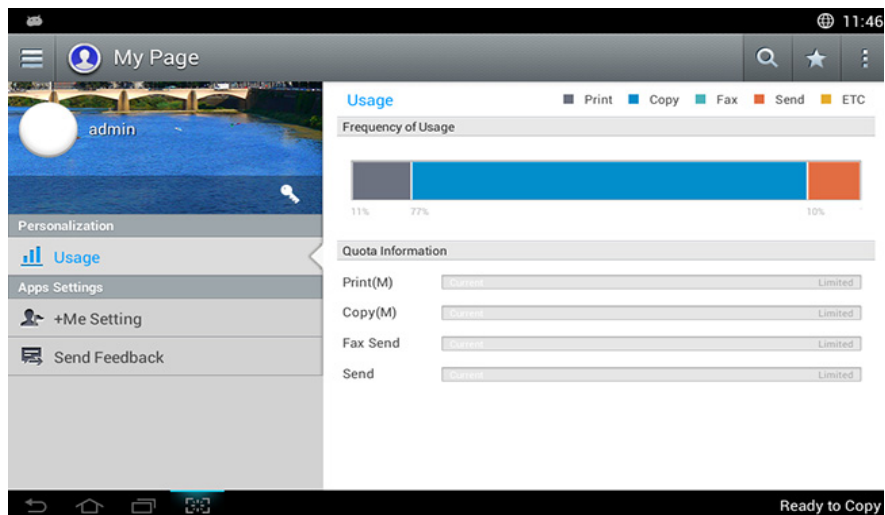 11:46
My Page
admin
Personalization
Usage
Apps Settings
+Me Setting
Send Feedback
Usage
Print Copy Fax Send ETC
Frequency of Usage
11% 77% 10%
Quota Information
Print(M) Current Limited
Copy(M) Current Limited
Fax Send Current Limited
Send Current Limited
Ready to Copy